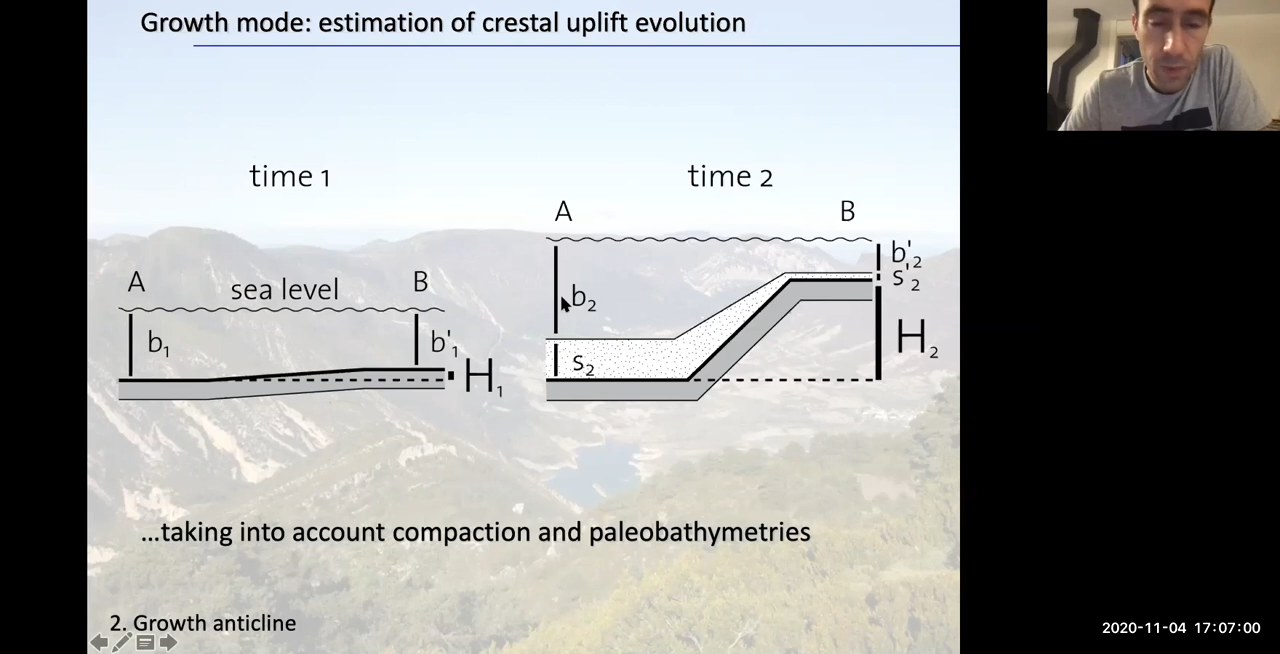 Growth mode: estimation of crestal uplift evolution
time 1
time 2
A
B
A
sea level
B
b'₂
s'₂
b₂
b₁
b'₁
H₂
s₂
H₁
...taking into account compaction and paleobathymetries
2. Growth anticline
2020-11-04 17:07:00